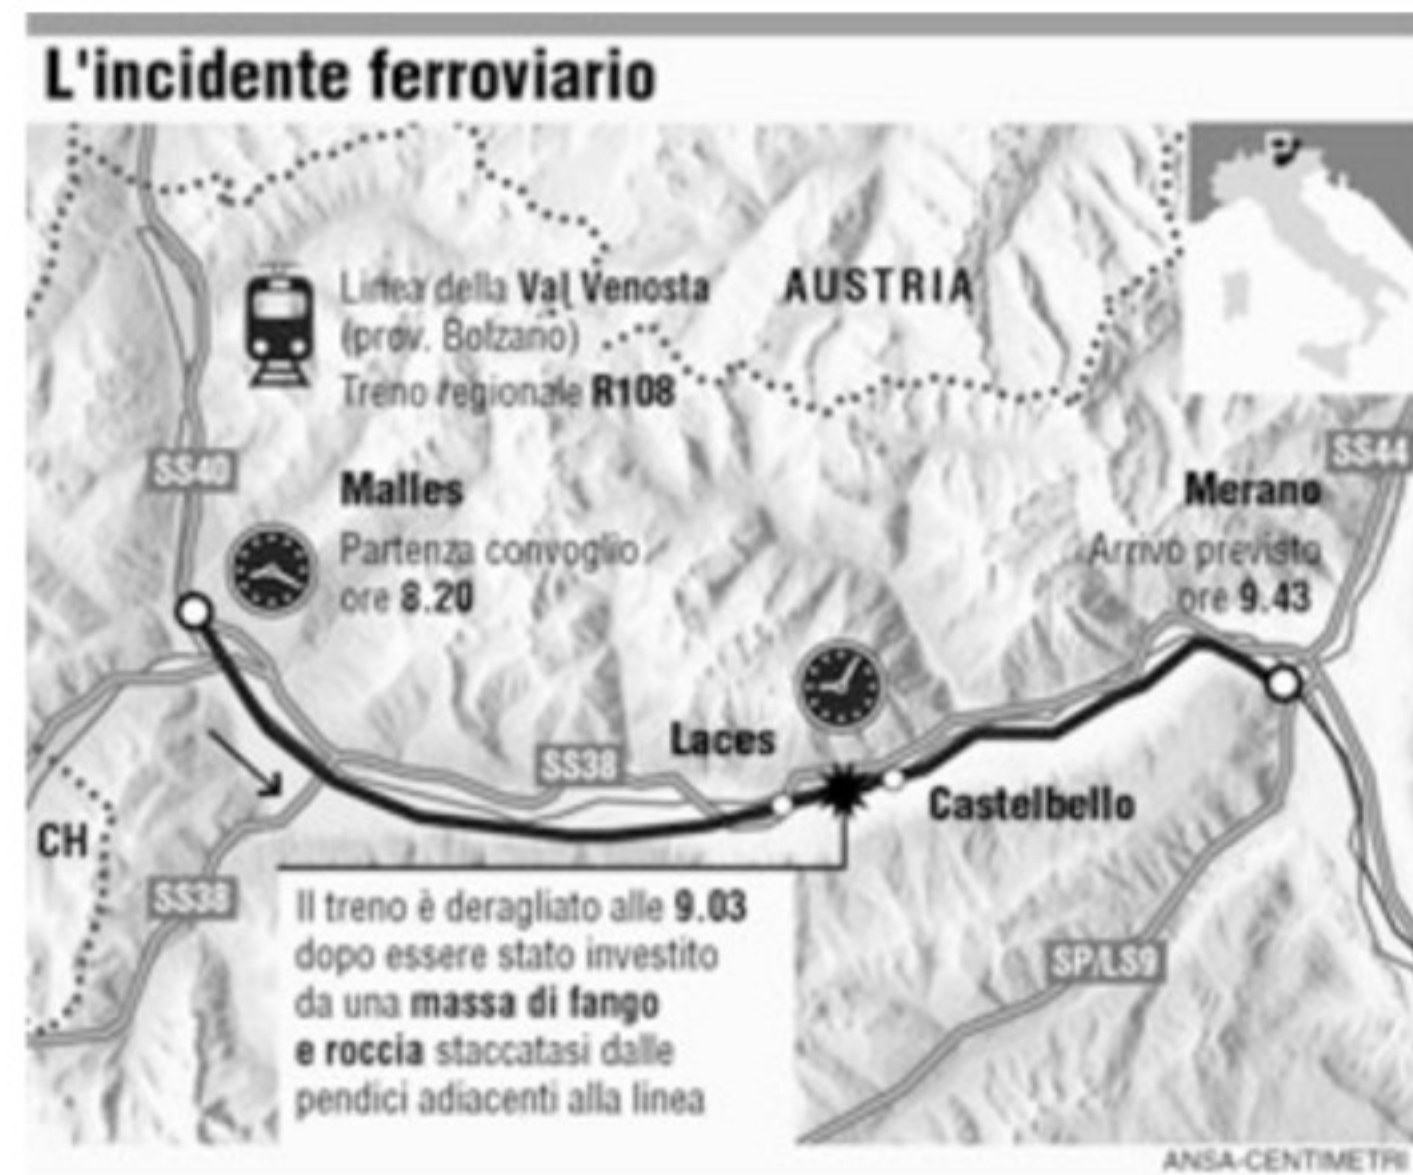 L'incidente ferroviario
Linea della Val Venosta
(prov. Bolzano)
Treno regionale R108
AUSTRIA
SS40
SS44
Malles
Partenza convoglio
ore 8.20
Merano
Arrivo previsto
ore 9.43
Laces
SS38
Castelbello
CH
SS38
Il treno è deragliato alle 9.03
dopo essere stato investito
da una massa di fango
e roccia staccatasi dalle
pendici adiacenti alla linea
SP/LS9
ANSA-CENTIMETRI